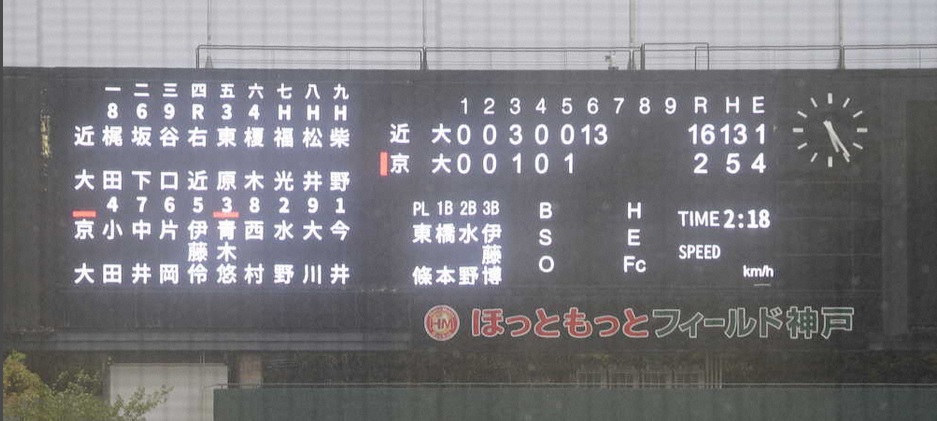 一 二 三 四 五 六 七 八 九
8 6 9 R 3 4 H H H
近大 梶田 坂下 谷口 右近 東原 榎木 福光 松井 柴野
4 7 6 5 3 8 2 9 1
京大 小田 中井 片岡 伊藤伶 青木悠 西村 水野 大川 今井
1 2 3 4 5 6 7 8 9 R H E
近 大 0 0 3 0 0 13 16 13 1
京 大 0 0 1 0 1 2 5 4
PL 1B 2B 3B
東條 橋本 水野 伊藤博
B H
S E
O Fc
TIME 2:18
SPEED
km/h
HM ほっともっとフィールド神戸